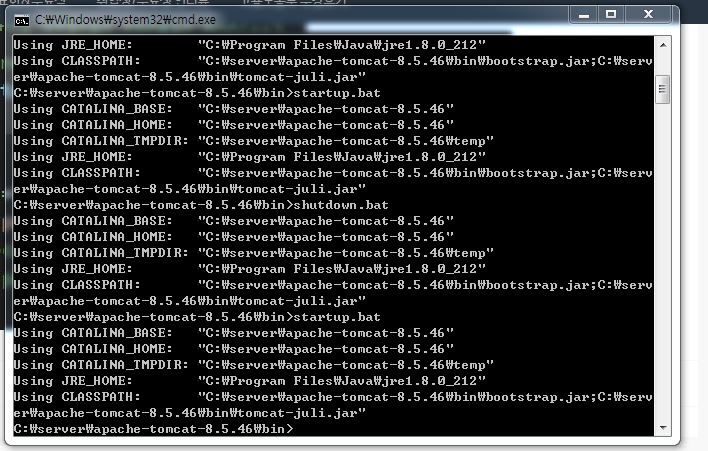 C:₩Windows₩system32₩cmd.exe
Using JRE_HOME:        "C:₩Program Files₩Java₩jre1.8.0_212"
Using CLASSPATH:       "C:₩server₩apache-tomcat-8.5.46₩bin₩bootstrap.jar;C:₩serv
er₩apache-tomcat-8.5.46₩bin₩tomcat-juli.jar"
C:₩server₩apache-tomcat-8.5.46₩bin>startup.bat
Using CATALINA_BASE:   "C:₩server₩apache-tomcat-8.5.46"
Using CATALINA_HOME:   "C:₩server₩apache-tomcat-8.5.46"
Using CATALINA_TMPDIR: "C:₩server₩apache-tomcat-8.5.46₩temp"
Using JRE_HOME:        "C:₩Program Files₩Java₩jre1.8.0_212"
Using CLASSPATH:       "C:₩server₩apache-tomcat-8.5.46₩bin₩bootstrap.jar;C:₩serv
er₩apache-tomcat-8.5.46₩bin₩tomcat-juli.jar"
C:₩server₩apache-tomcat-8.5.46₩bin>shutdown.bat
Using CATALINA_BASE:   "C:₩server₩apache-tomcat-8.5.46"
Using CATALINA_HOME:   "C:₩server₩apache-tomcat-8.5.46"
Using CATALINA_TMPDIR: "C:₩server₩apache-tomcat-8.5.46₩temp"
Using JRE_HOME:        "C:₩Program Files₩Java₩jre1.8.0_212"
Using CLASSPATH:       "C:₩server₩apache-tomcat-8.5.46₩bin₩bootstrap.jar;C:₩serv
er₩apache-tomcat-8.5.46₩bin₩tomcat-juli.jar"
C:₩server₩apache-tomcat-8.5.46₩bin>startup.bat
Using CATALINA_BASE:   "C:₩server₩apache-tomcat-8.5.46"
Using CATALINA_HOME:   "C:₩server₩apache-tomcat-8.5.46"
Using CATALINA_TMPDIR: "C:₩server₩apache-tomcat-8.5.46₩temp"
Using JRE_HOME:        "C:₩Program Files₩Java₩jre1.8.0_212"
Using CLASSPATH:       "C:₩server₩apache-tomcat-8.5.46₩bin₩bootstrap.jar;C:₩serv
er₩apache-tomcat-8.5.46₩bin₩tomcat-juli.jar"
C:₩server₩apache-tomcat-8.5.46₩bin>